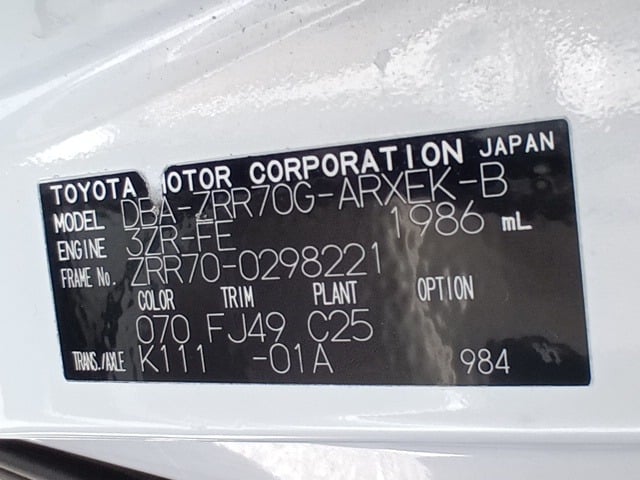 TOYOTA MOTOR CORPORATION JAPAN
MODEL DBA-ZRR70G-ARXEK-B
ENGINE 3ZR-FE 1986 mL
FRAME No. ZRR70-0298221
COLOR TRIM PLANT OPTION
070 FJ49 C25
TRANS./AXLE K111 -01A 984